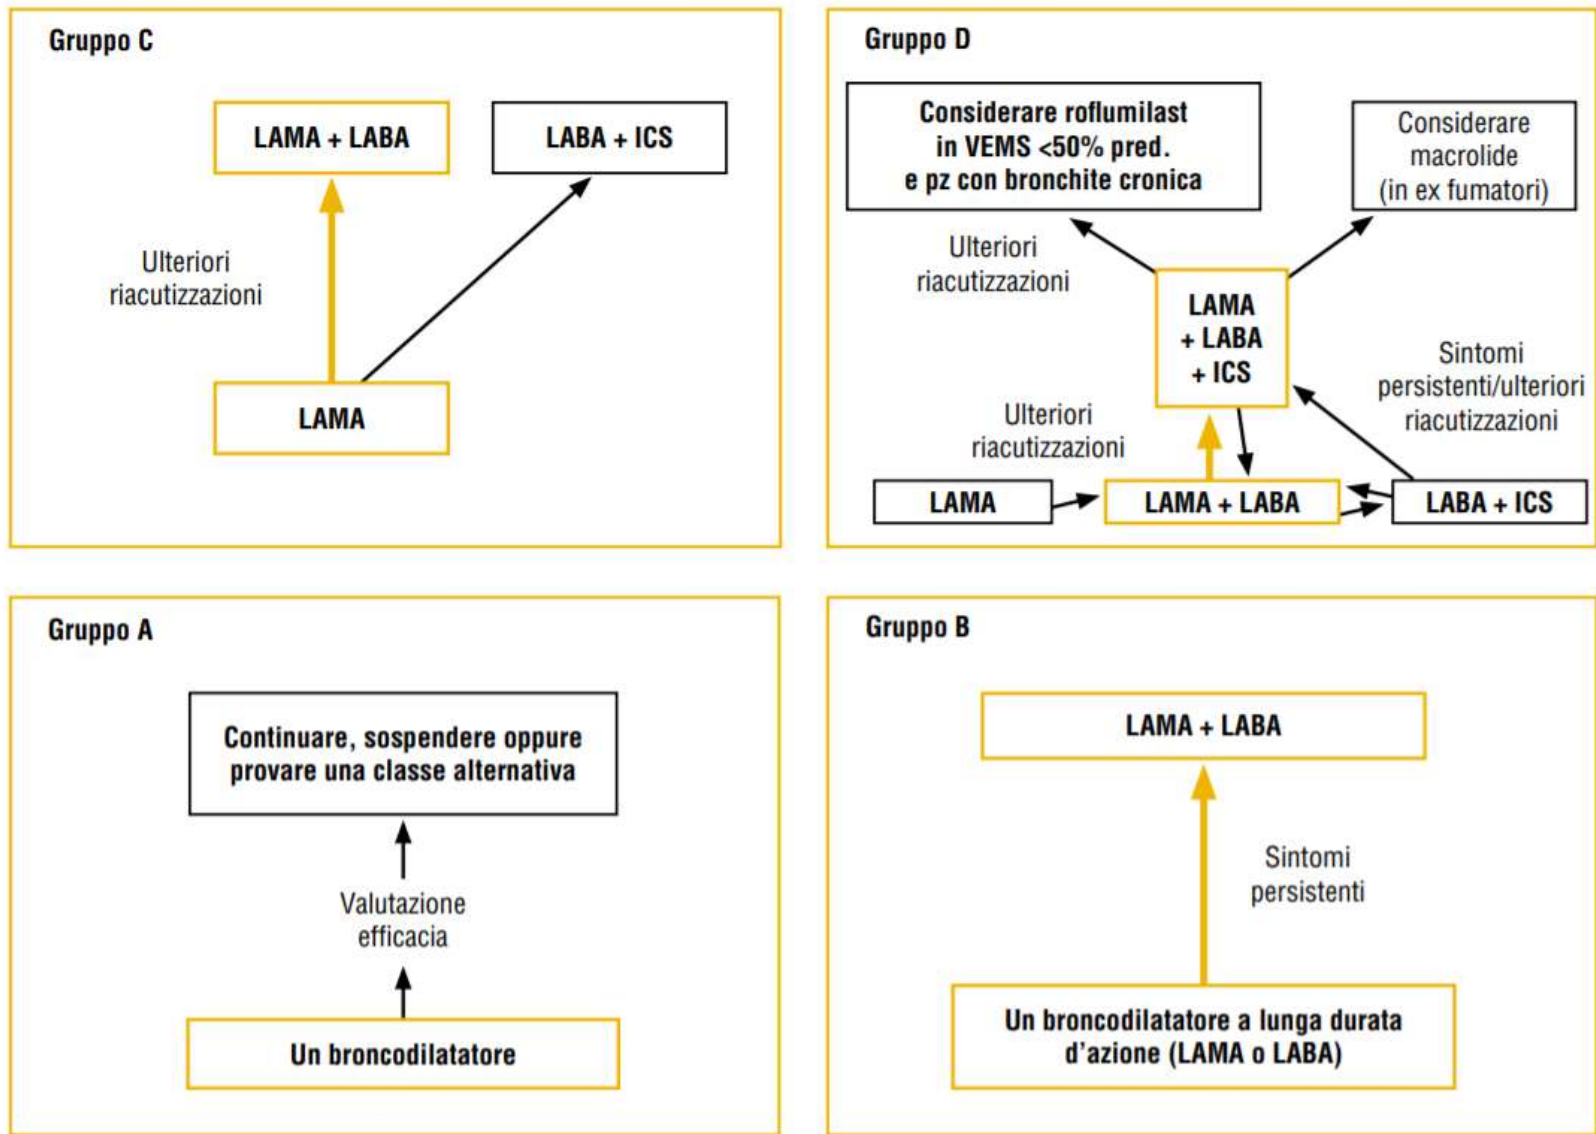 Gruppo C
LAMA + LABA
LABA + ICS
Ulteriori
riacutizzazioni
LAMA
Gruppo D
Considerare roflumilast
in VEMS <50% pred.
e pz con bronchite cronica
Considerare
macrolide
(in ex fumatori)
Ulteriori
riacutizzazioni
LAMA
+ LABA
+ ICS
Sintomi
persistenti/ulteriori
riacutizzazioni
Ulteriori
riacutizzazioni
LAMA
LAMA + LABA
LABA + ICS
Gruppo A
Continuare, sospendere oppure
provare una classe alternativa
Valutazione
efficacia
Un broncodilatatore
Gruppo B
LAMA + LABA
Sintomi
persistenti
Un broncodilatatore a lunga durata
d'azione (LAMA o LABA)